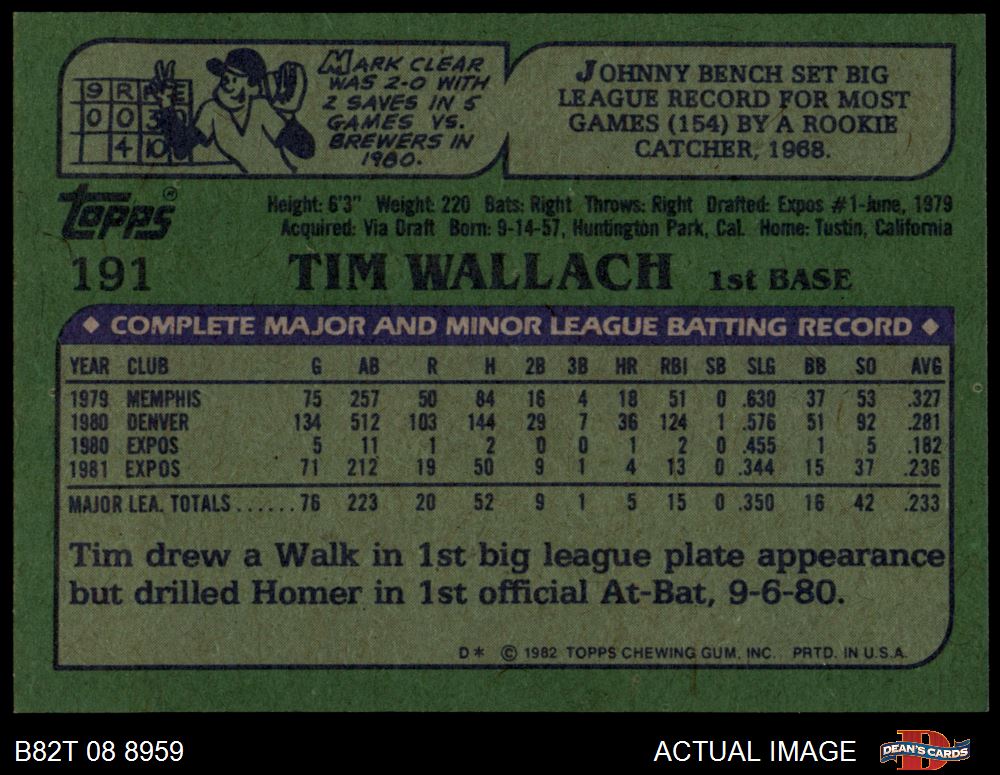 MARK CLEAR
WAS 2-0 WITH
2 SAVES IN 5
GAMES VS.
BREWERS IN
1980.
9 R H E
0 0 3
4 10
JOHNNY BENCH SET BIG
LEAGUE RECORD FOR MOST
GAMES (154) BY A ROOKIE
CATCHER, 1968.
Topps®
Height: 6'3" Weight: 220 Bats: Right Throws: Right Drafted: Expos #1-June, 1979
Acquired: Via Draft Born: 9-14-57, Huntington Park, Cal. Home: Tustin, California
191 TIM WALLACH 1st BASE
◆ COMPLETE MAJOR AND MINOR LEAGUE BATTING RECORD ◆
YEAR CLUB G AB R H 2B 3B HR RBI SB SLG BB SO AVG
1979 MEMPHIS 75 257 50 84 16 4 18 51 0 .630 37 53 .327
1980 DENVER 134 512 103 144 29 7 36 124 1 .576 51 92 .281
1980 EXPOS 5 11 1 2 0 0 1 2 0 .455 1 5 .182
1981 EXPOS 71 212 19 50 9 1 4 13 0 .344 15 37 .236
MAJOR LEA. TOTALS ...... 76 223 20 52 9 1 5 15 0 .350 16 42 .233
Tim drew a Walk in 1st big league plate appearance
but drilled Homer in 1st official At-Bat, 9-6-80.
D* © 1982 TOPPS CHEWING GUM, INC. PRTD. IN U.S.A.
B82T 08 8959 ACTUAL IMAGE DEAN'S CARDS